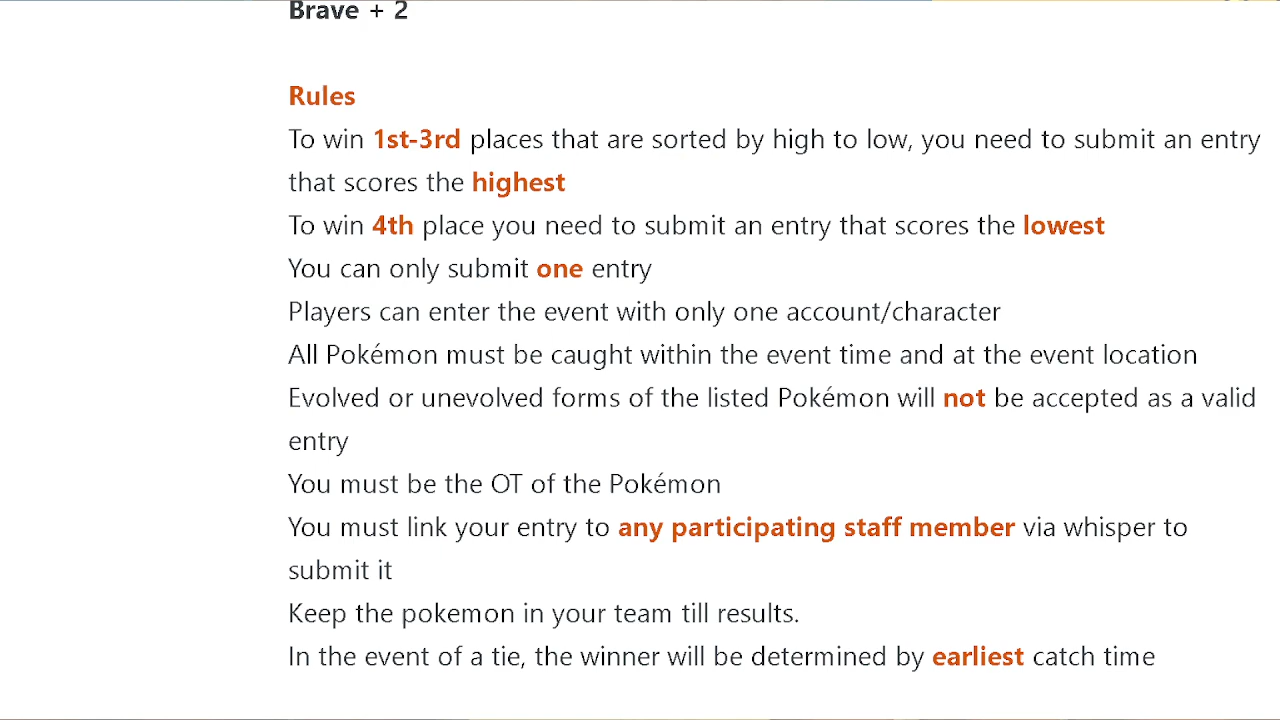 Brave + 2
Rules
To win 1st-3rd places that are sorted by high to low, you need to submit an entry
that scores the highest
To win 4th place you need to submit an entry that scores the lowest
You can only submit one entry
Players can enter the event with only one account/character
All Pokémon must be caught within the event time and at the event location
Evolved or unevolved forms of the listed Pokémon will not be accepted as a valid
entry
You must be the OT of the Pokémon
You must link your entry to any participating staff member via whisper to
submit it
Keep the pokemon in your team till results.
In the event of a tie, the winner will be determined by earliest catch time